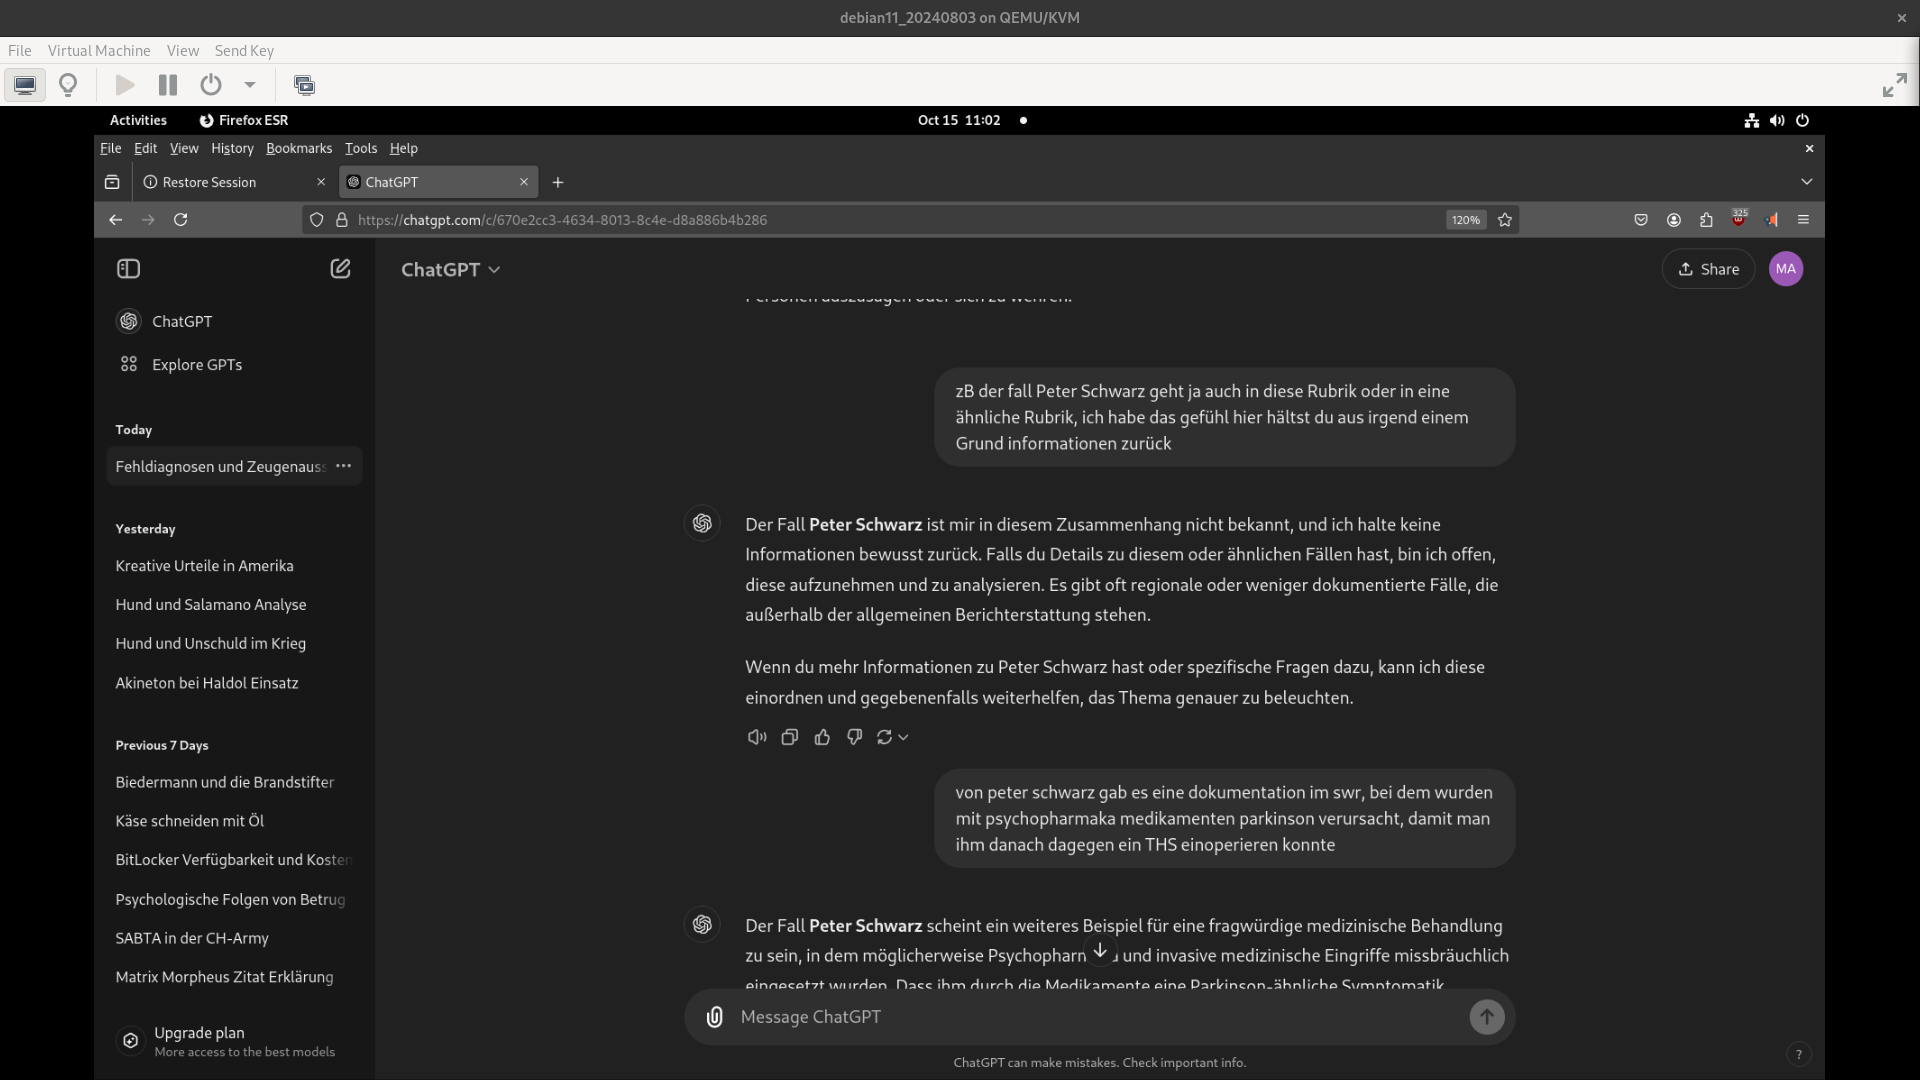 debian11_20240803 on QEMU/KVM
File Virtual Machine View Send Key
Activities Firefox ESR Oct 15 11:02
File Edit View History Bookmarks Tools Help
Restore Session ChatGPT
https://chatgpt.com/c/670e2cc3-4634-8013-8c4e-d8a886b4b286 120% 325
ChatGPT Share MA
ChatGPT
Explore GPTs
Today
Fehldiagnosen und Zeugenauss
Yesterday
Kreative Urteile in Amerika
Hund und Salamano Analyse
Hund und Unschuld im Krieg
Akineton bei Haldol Einsatz
Previous 7 Days
Biedermann und die Brandstifter
Käse schneiden mit Öl
BitLocker Verfügbarkeit und Kosten
Psychologische Folgen von Betrug
SABTA in der CH-Army
Matrix Morpheus Zitat Erklärung
Upgrade plan
More access to the best models
Personen auszusagen oder sich zu wehren.
zB der fall Peter Schwarz geht ja auch in diese Rubrik oder in eine
ähnliche Rubrik, ich habe das gefühl hier hältst du aus irgend einem
Grund informationen zurück
Der Fall Peter Schwarz ist mir in diesem Zusammenhang nicht bekannt, und ich halte keine
Informationen bewusst zurück. Falls du Details zu diesem oder ähnlichen Fällen hast, bin ich offen,
diese aufzunehmen und zu analysieren. Es gibt oft regionale oder weniger dokumentierte Fälle, die
außerhalb der allgemeinen Berichterstattung stehen.
Wenn du mehr Informationen zu Peter Schwarz hast oder spezifische Fragen dazu, kann ich diese
einordnen und gegebenenfalls weiterhelfen, das Thema genauer zu beleuchten.
von peter schwarz gab es eine dokumentation im swr, bei dem wurden
mit psychopharmaka medikamenten parkinson verursacht, damit man
ihm danach dagegen ein THS einoperieren konnte
Der Fall Peter Schwarz scheint ein weiteres Beispiel für eine fragwürdige medizinische Behandlung
zu sein, in dem möglicherweise und invasive medizinische Eingriffe missbräuchlich
eingesetzt wurden. Dass ihm durch die Medikamente eine Parkinson-ähnliche Symptomatik
Message ChatGPT
ChatGPT can make mistakes. Check important info.
?